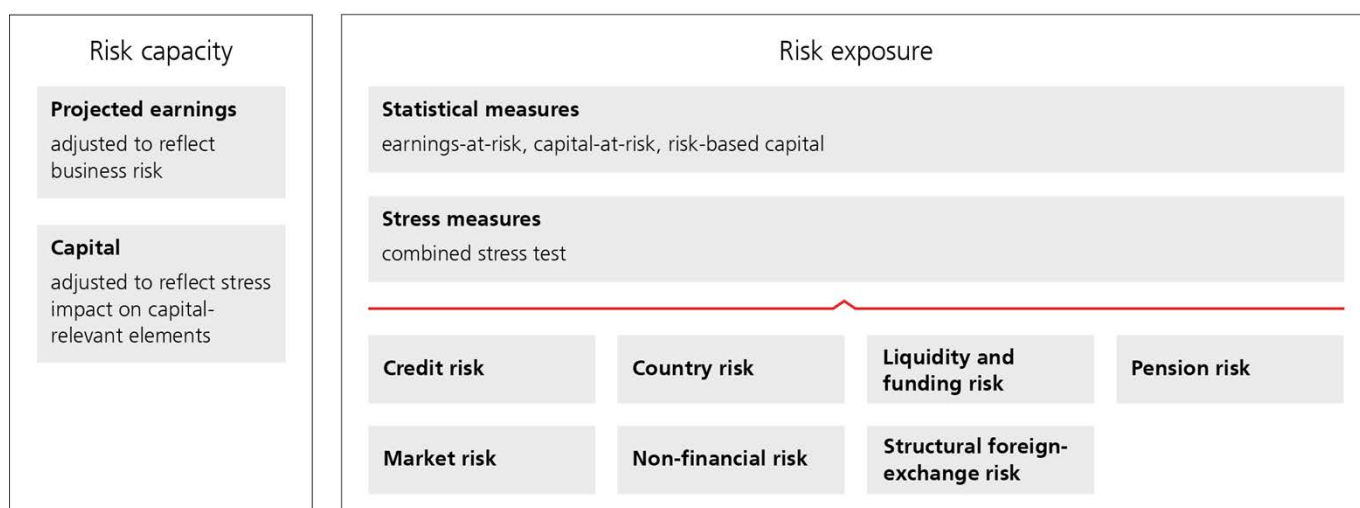 Risk capacity
Projected earnings
adjusted to reflect
business risk
Capital
adjusted to reflect stress
impact on capital-
relevant elements
Risk exposure
Statistical measures
earnings-at-risk, capital-at-risk, risk-based capital
Stress measures
combined stress test
Credit risk
Country risk
Liquidity and
funding risk
Pension risk
Market risk
Non-financial risk
Structural foreign-
exchange risk